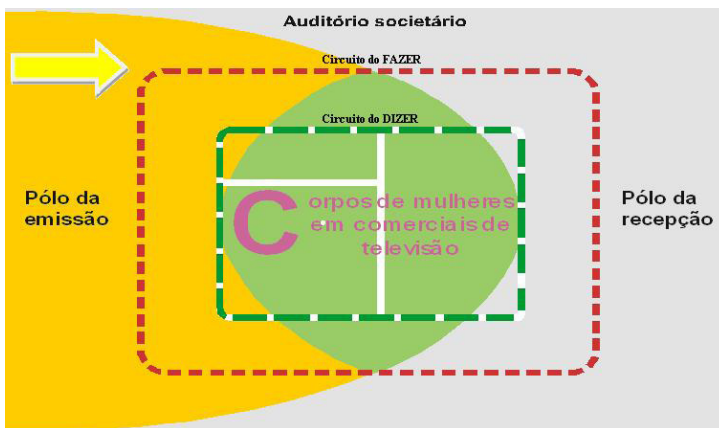 Auditório societário
Circuito do FAZER
Circuito do DIZER
Pólo da
emissão
Corpos de mulheres
em comerciais de
televisão
Pólo da
recepção